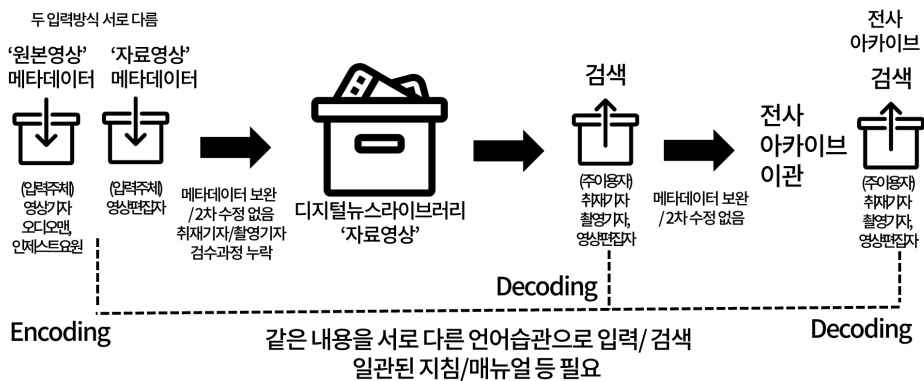 두 입력방식 서로 다름
‘원본영상’
메타데이터
‘자료영상’
메타데이터
(입력주체)
영상기자
오디오맨,
인제스트요원
(입력주체)
영상편집자
메타데이터 보완
/2차 수정 없음
취재기자/촬영기자
검수과정 누락
디지털뉴스라이브러리
‘자료영상’
검색
(주이용자)
취재기자
촬영기자,
영상편집자
메타데이터 보완
/2차 수정 없음
전사
아카이브
이관
전사
아카이브
검색
(주이용자)
취재기자
촬영기자,
영상편집자
Encoding
Decoding
Decoding
같은 내용을 서로 다른 언어습관으로 입력/ 검색
일관된 지침/매뉴얼 등 필요